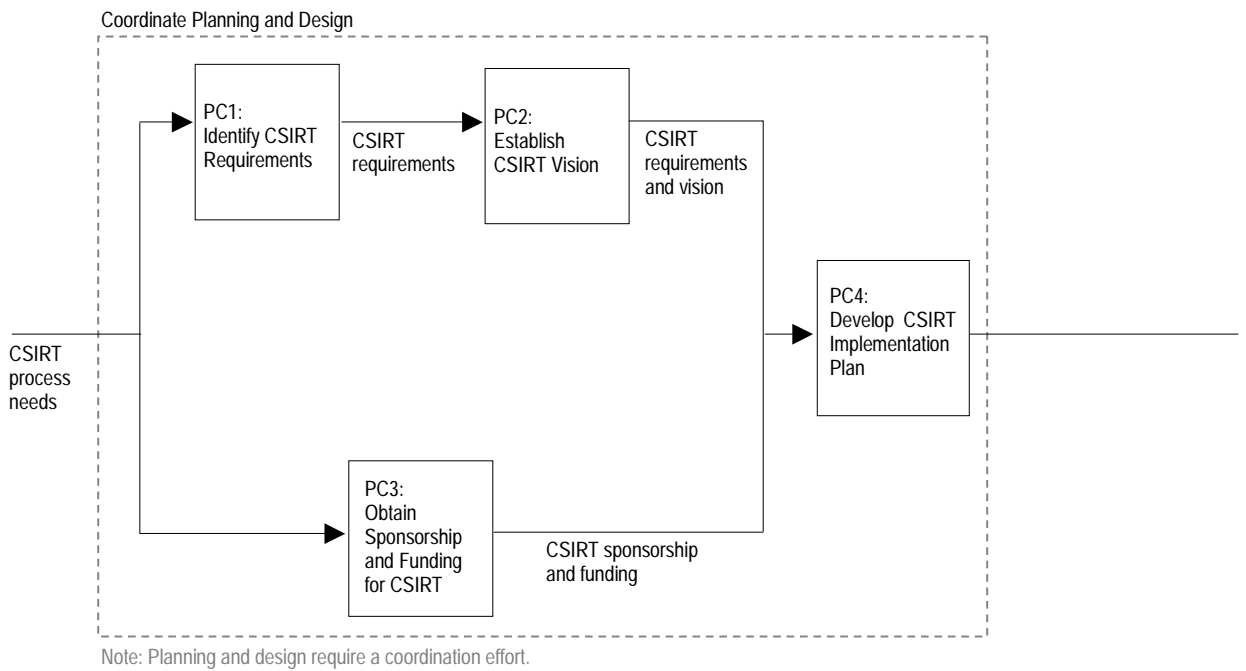 Coordinate Planning and Design
PC1:
Identify CSIRT
Requirements
CSIRT
requirements
PC2:
Establish
CSIRT Vision
CSIRT
requirements
and vision
CSIRT
process
needs
PC4:
Develop CSIRT
Implementation
Plan
PC3:
Obtain
Sponsorship
and Funding
for CSIRT
CSIRT sponsorship
and funding
Note: Planning and design require a coordination effort.